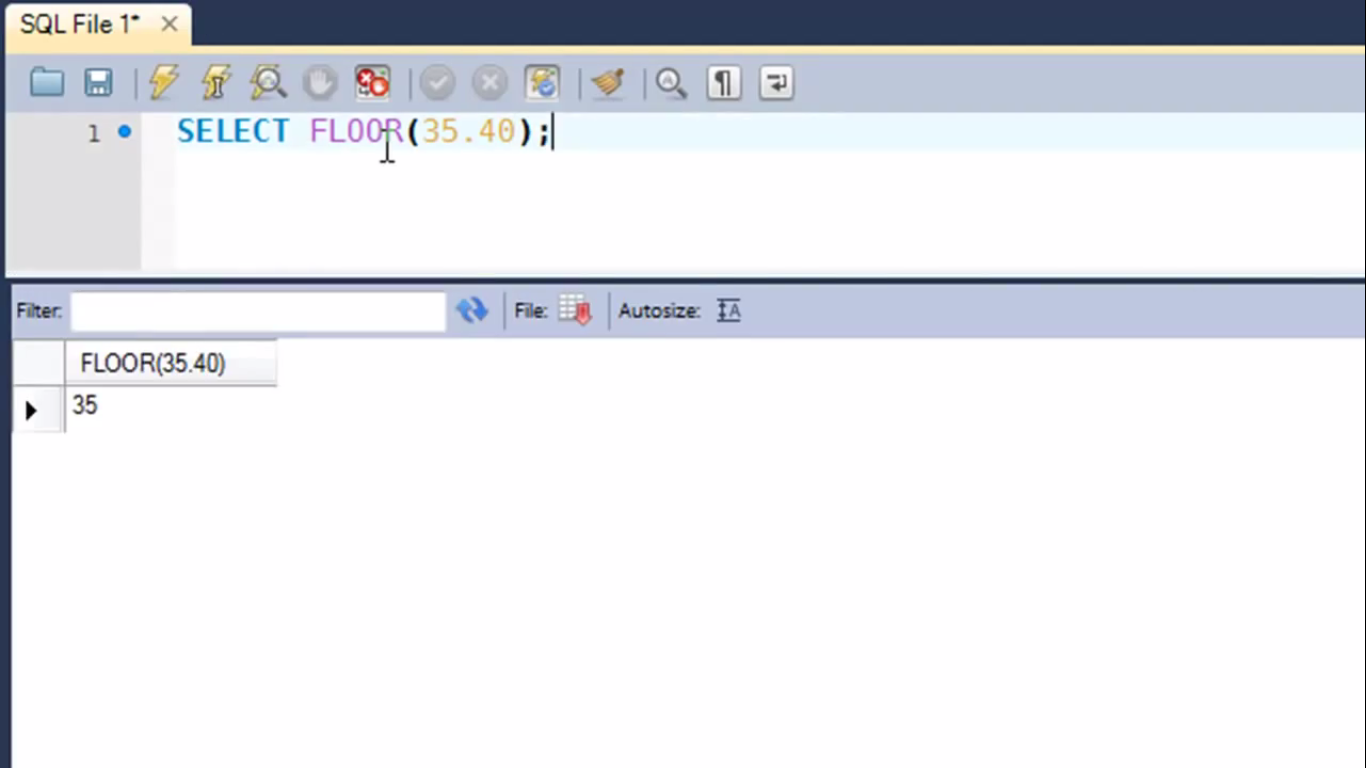 SQL File 1*
1 SELECT FLOOR(35.40);
Filter: File: Autosize:
FLOOR(35.40)
35